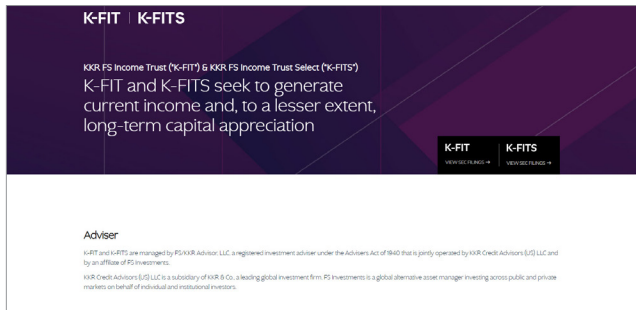 K-FIT | K-FITS
KKR FS Income Trust ("K-FIT") & KKR FS Income Trust Select ("K-FITS")
K-FIT and K-FITS seek to generate
current income and, to a lesser extent,
long-term capital appreciation
K-FIT K-FITS
VIEW SEC FILINGS → VIEW SEC FILINGS →
Adviser
K-FIT and K-FITS are managed by FS/KKR Advisor, LLC, a registered investment adviser under the Advisers Act of 1940 that is jointly operated by KKR Credit Advisors (US) LLC and
by an affiliate of FS Investments.
KKR Credit Advisors (US) LLC is a subsidiary of KKR & Co., a leading global investment firm. FS Investments is a global alternative asset manager investing across public and private
markets on behalf of individual and institutional investors.